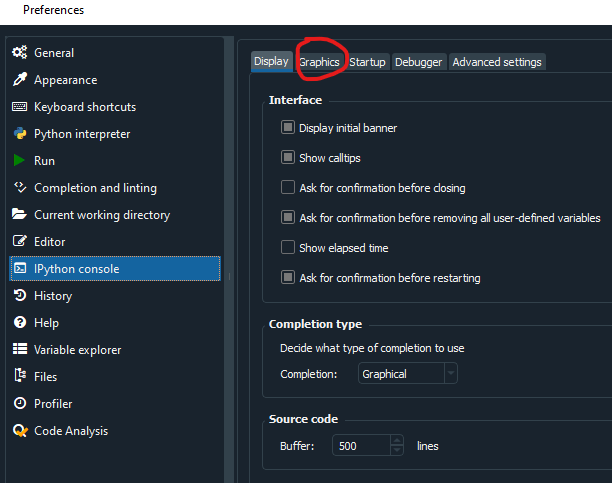 Preferences
General
Appearance
Keyboard shortcuts
Python interpreter
Run
Completion and linting
Current working directory
Editor
IPython console
History
Help
Variable explorer
Files
Profiler
Code Analysis
Display Graphics Startup Debugger Advanced settings
Interface
Display initial banner
Show calltips
Ask for confirmation before closing
Ask for confirmation before removing all user-defined variables
Show elapsed time
Ask for confirmation before restarting
Completion type
Decide what type of completion to use
Completion: Graphical
Source code
Buffer: 500 lines